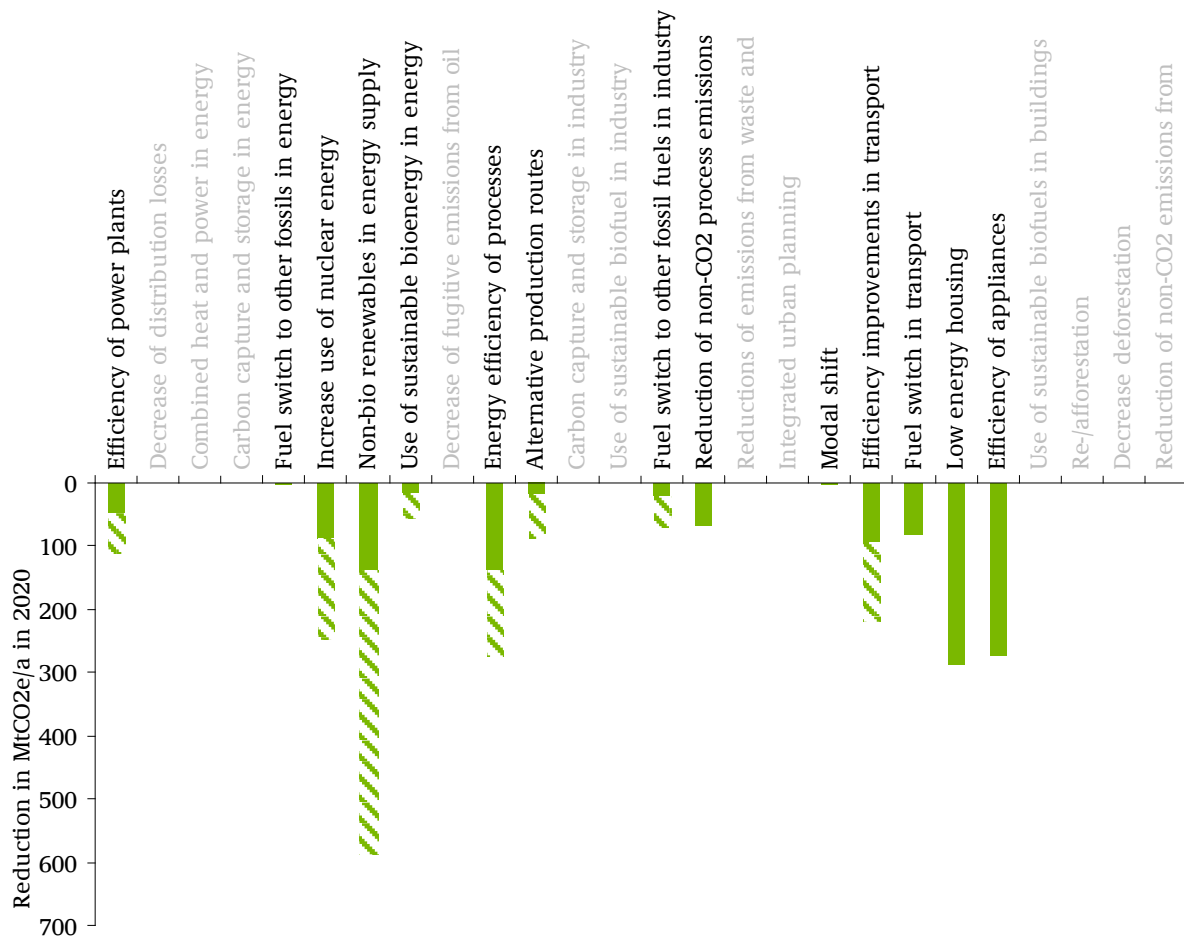 Efficiency of power plants
Decrease of distribution losses
Combined heat and power in energy
Carbon capture and storage in energy
Fuel switch to other fossils in energy
Increase use of nuclear energy
Non-bio renewables in energy supply
Use of sustainable bioenergy in energy
Decrease of fugitive emissions from oil
Energy efficiency of processes
Alternative production routes
Carbon capture and storage in industry
Use of sustainable biofuel in industry
Fuel switch to other fossil fuels in industry
Reduction of non-CO2 process emissions
Reductions of emissions from waste and
Integrated urban planning
Modal shift
Efficiency improvements in transport
Fuel switch in transport
Low energy housing
Efficiency of appliances
Use of sustainable biofuels in buildings
Re-/afforestation
Decrease deforestation
Reduction of non-CO2 emissions from
Reduction in MtCO2e/a in 2020
0
100
200
300
400
500
600
700